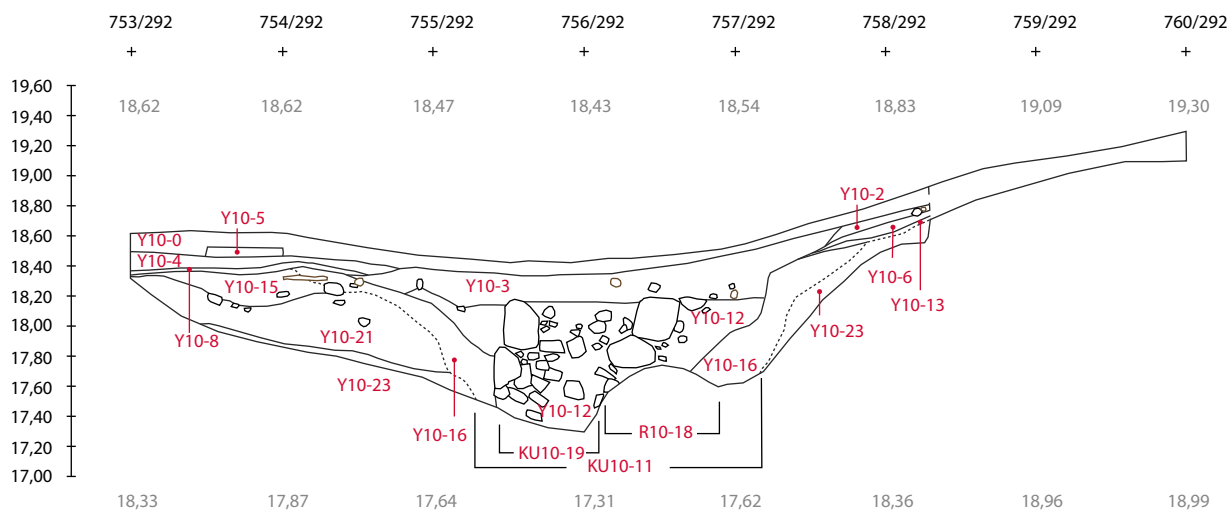 753/292 754/292 755/292 756/292 757/292 758/292 759/292 760/292
+ + + + + + + +
19,60
18,62 18,62 18,47 18,43 18,54 18,83 19,09 19,30
19,40
19,20
19,00
18,80
Y10-2
Y10-5
18,60
Y10-0
18,40
Y10-4
Y10-15
Y10-3
Y10-6
18,20
Y10-13
18,00
Y10-12
Y10-8
Y10-21
Y10-23
17,80
Y10-16
17,60
Y10-23
17,40
Y10-12
Y10-16
R10-18
17,20
KU10-19
KU10-11
17,00
18,33 17,87 17,64 17,31 17,62 18,36 18,96 18,99